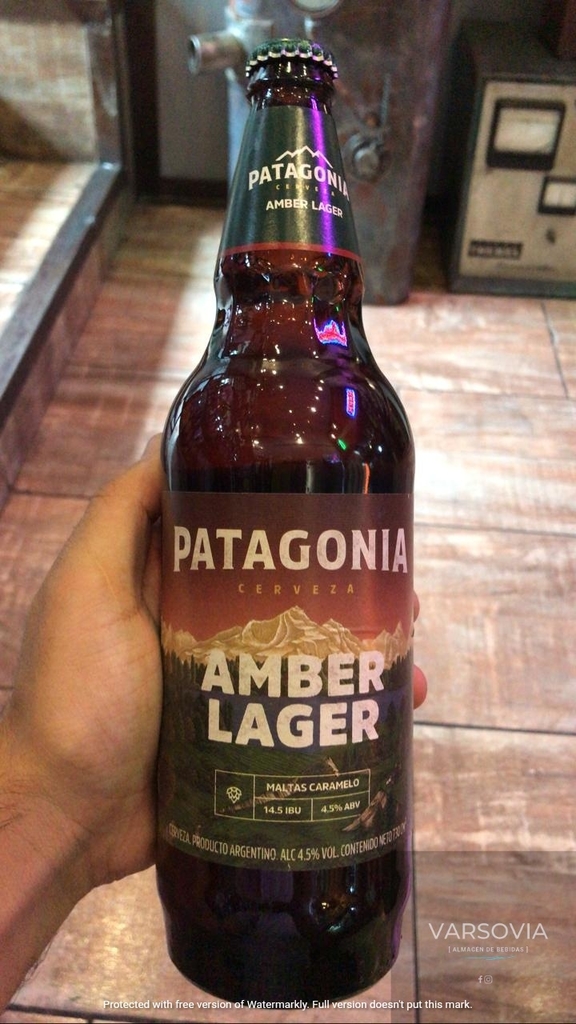 PATAGONIA
CERVEZA
AMBER LAGER
PATAGONIA
CERVEZA
AMBER
LAGER
MALTAS CARAMELO
14.5 IBU
4.5% ABV
CERVEZA. PRODUCTO ARGENTINO. ALC 4.5% VOL. CONTENIDO NETO 730
VARSOVIA
[ ALMACEN DE BEBIDAS ]
Protected with free version of Watermarkly. Full version doesn't put this mark.